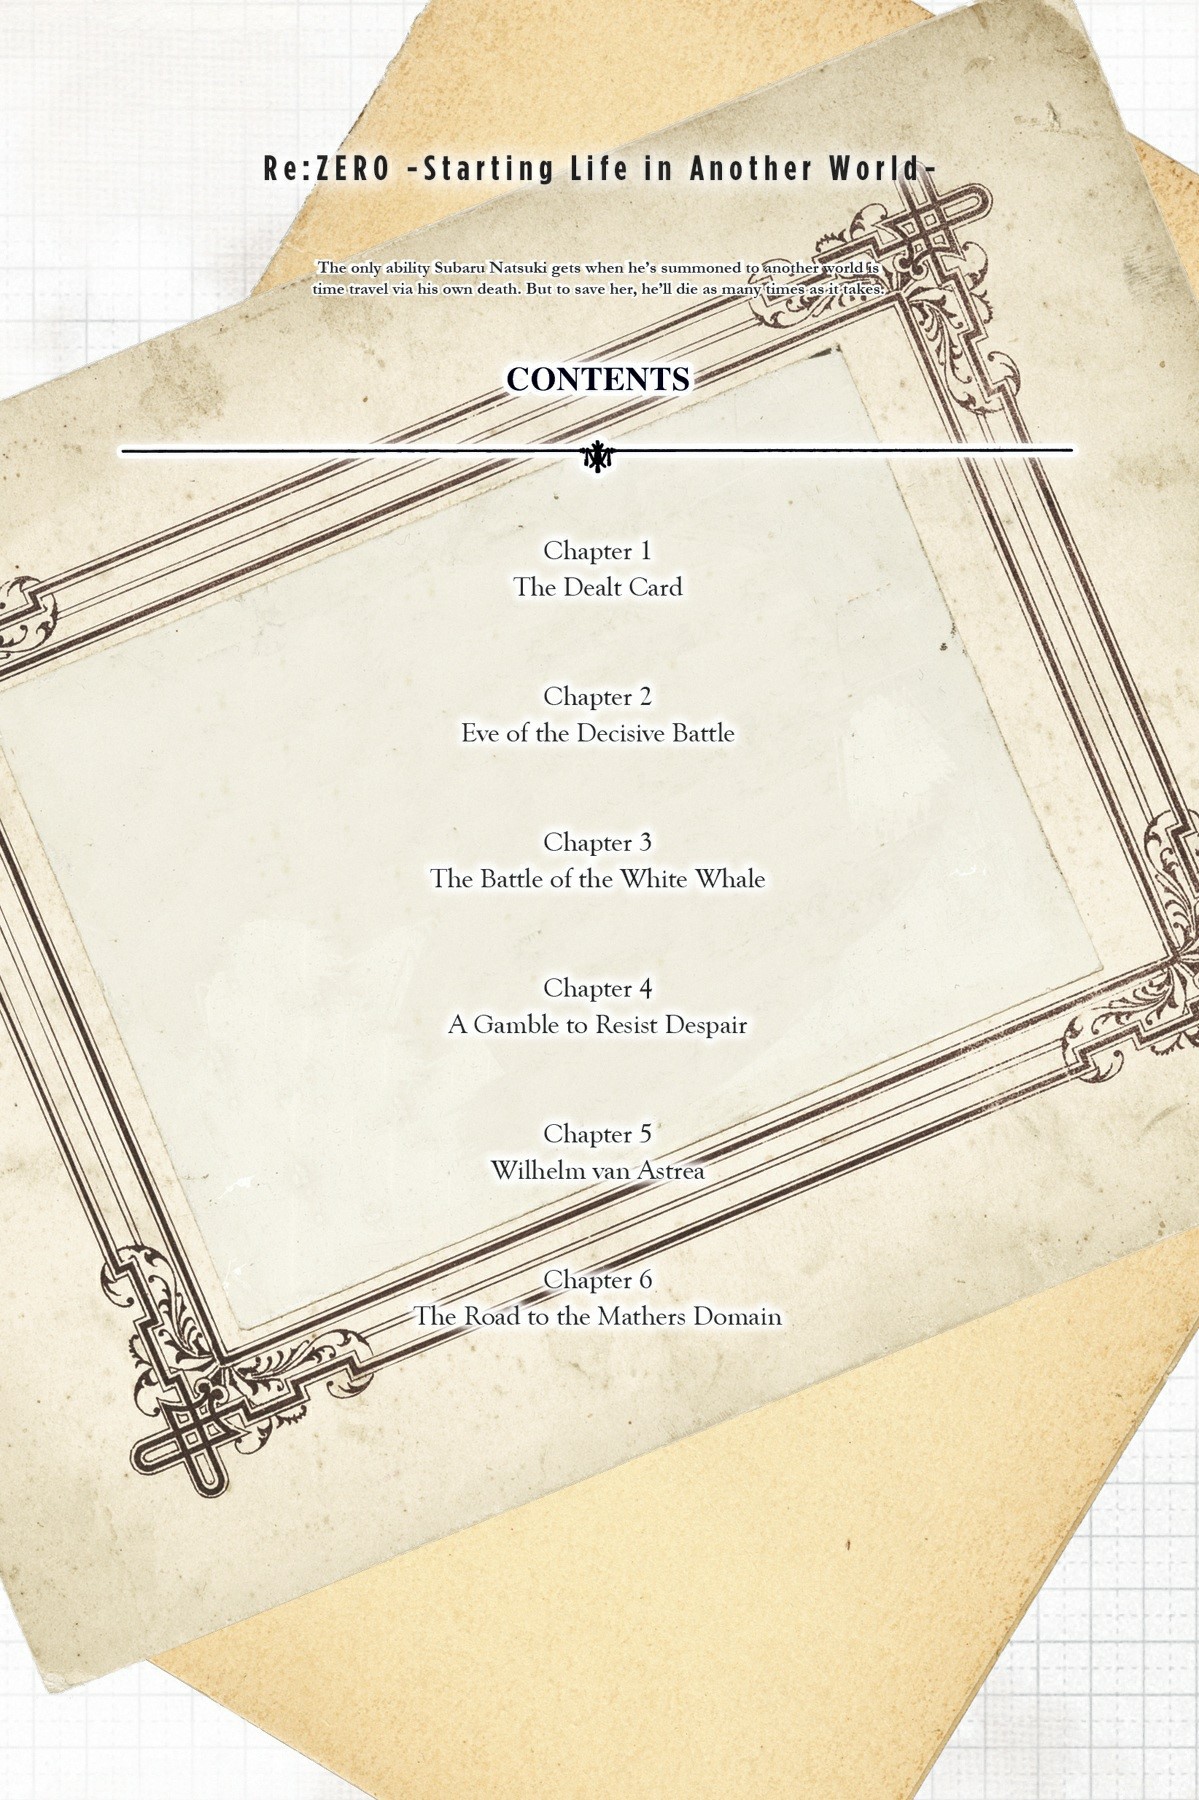 Re:ZERO -Starting Life in Another World-
The only ability Subaru Natsuki gets when he's summoned to another world is
time travel via his own death. But to save her, he'll die as many times as it takes.
CONTENTS
Chapter 1
The Dealt Card
Chapter 2
Eve of the Decisive Battle
Chapter 3
The Battle of the White Whale
Chapter 4
A Gamble to Resist Despair
Chapter 5
Wilhelm van Astrea
Chapter 6
The Road to the Mathers Domain